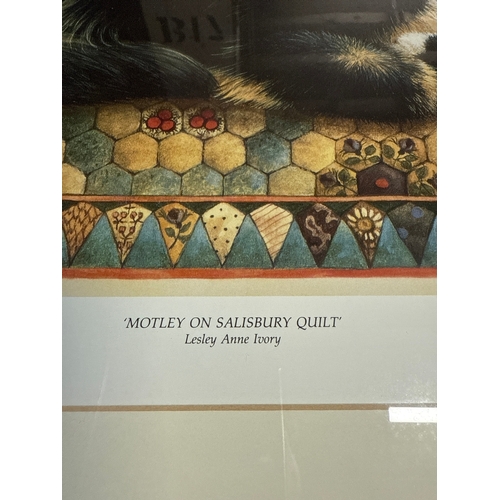 'MOTLEY ON SALISBURY QUILT'
Lesley Anne Ivory